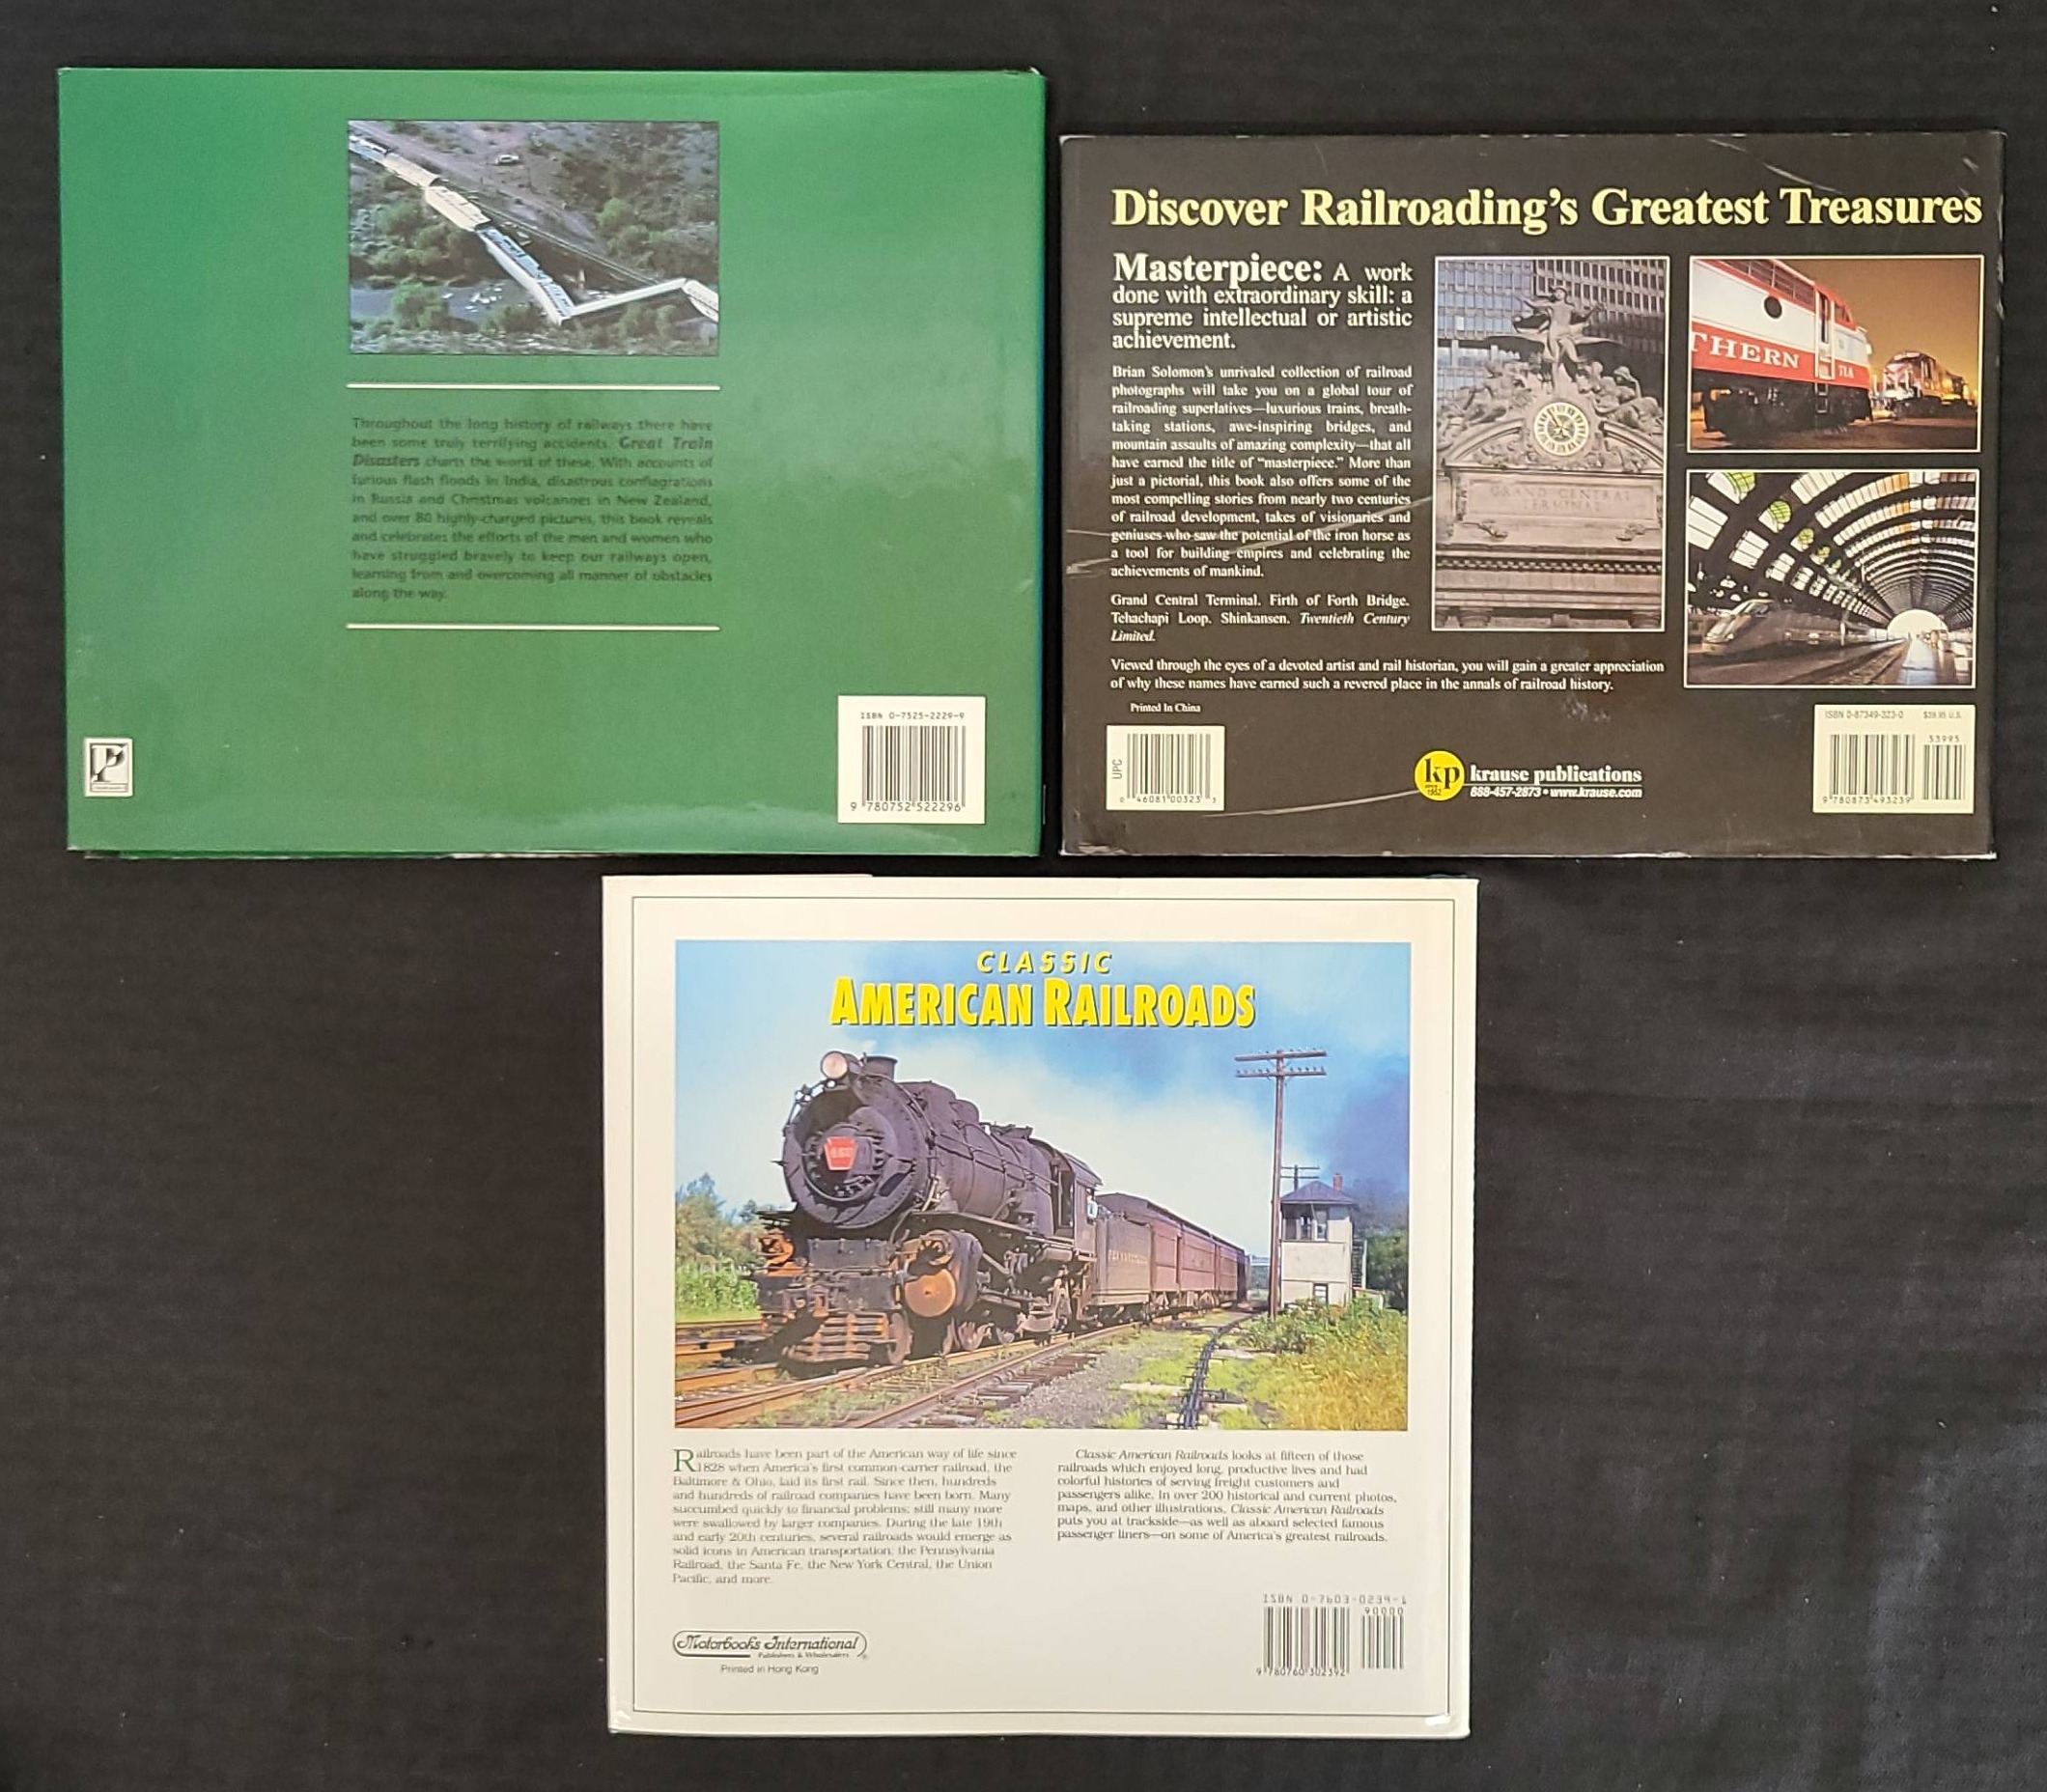 Throughout the long history of railways there have
been some truly terrifying accidents. Great Train
Disasters charts the worst of these. With accounts of
furious flash floods in India, disastrous conflagrations
in Russia and Christmas volcanoes in New Zealand,
and over 80 highly-charged pictures, this book reveals
and celebrates the efforts of the men and women who
have struggled bravely to keep our railways open,
learning from and overcoming all manner of obstacles
along the way.
P
ISBN 0-7525-2229-9
9 780752 522296
Discover Railroading's Greatest Treasures
Masterpiece: A work
done with extraordinary skill: a
supreme intellectual or artistic
achievement.
Brian Solomon's unrivaled collection of railroad
photographs will take you on a global tour of
railroading superlatives—luxurious trains, breath-
taking stations, awe-inspiring bridges, and
mountain assaults of amazing complexity—that all
have earned the title of "masterpiece." More than
just a pictorial, this book also offers some of the
most compelling stories from nearly two centuries
of railroad development, takes of visionaries and
geniuses who saw the potential of the iron horse as
a tool for building empires and celebrating the
achievements of mankind.
Grand Central Terminal. Firth of Forth Bridge.
Tehachapi Loop. Shinkansen. Twentieth Century
Limited.
Viewed through the eyes of a devoted artist and rail historian, you will gain a greater appreciation
of why these names have earned such a revered place in the annals of railroad history.
GRAND CENTRAL
TERMINAL
THERN
71A
Printed In China
UPC
0 46081 00323 3
kp krause publications
since 1952
888-457-2873 • www.krause.com
ISBN 0-87349-323-0 $39.95 U.S.
53995
9 780873 493239
CLASSIC
AMERICAN RAILROADS
Railroads have been part of the American way of life since
1828 when America's first common-carrier railroad, the
Baltimore & Ohio, laid its first rail. Since then, hundreds
and hundreds of railroad companies have been born. Many
succumbed quickly to financial problems; still many more
were swallowed by larger companies. During the late 19th
and early 20th centuries, several railroads would emerge as
solid icons in American transportation: the Pennsylvania
Railroad, the Santa Fe, the New York Central, the Union
Pacific, and more.
Classic American Railroads looks at fifteen of those
railroads which enjoyed long, productive lives and had
colorful histories of serving freight customers and
passengers alike. In over 200 historical and current photos,
maps, and other illustrations, Classic American Railroads
puts you at trackside—as well as aboard selected famous
passenger liners—on some of America's greatest railroads.
Motorbooks International
Publishers & Wholesalers
Printed in Hong Kong
ISBN 0-7603-0239-1
90000
9 780760 302392